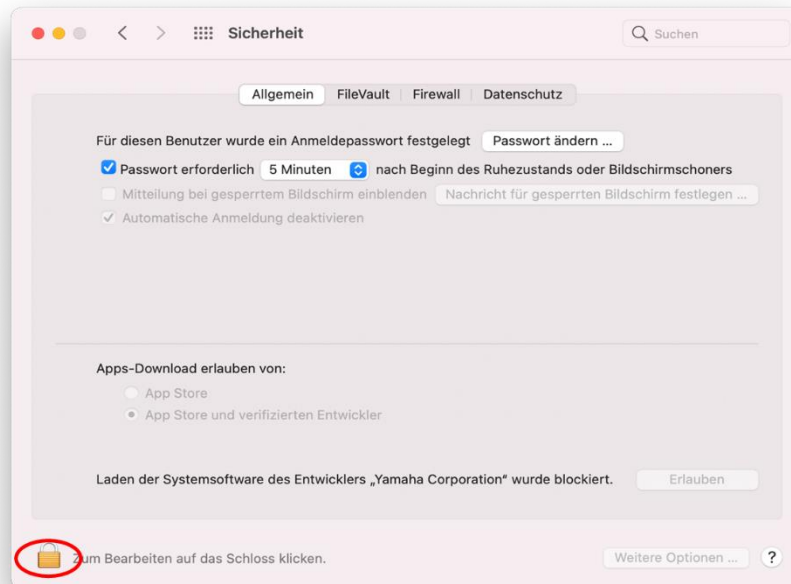 Sicherheit
Suchen
Allgemein FileVault Firewall Datenschutz
Für diesen Benutzer wurde ein Anmeldepasswort festgelegt Passwort ändern ...
Passwort erforderlich 5 Minuten nach Beginn des Ruhezustands oder Bildschirmschoners
Mitteilung bei gesperrtem Bildschirm einblenden Nachricht für gesperrten Bildschirm festlegen ...
Automatische Anmeldung deaktivieren
Apps-Download erlauben von:
App Store
App Store und verifizierten Entwickler
Laden der Systemsoftware des Entwicklers „Yamaha Corporation“ wurde blockiert. Erlauben
Zum Bearbeiten auf das Schloss klicken. Weitere Optionen ... ?